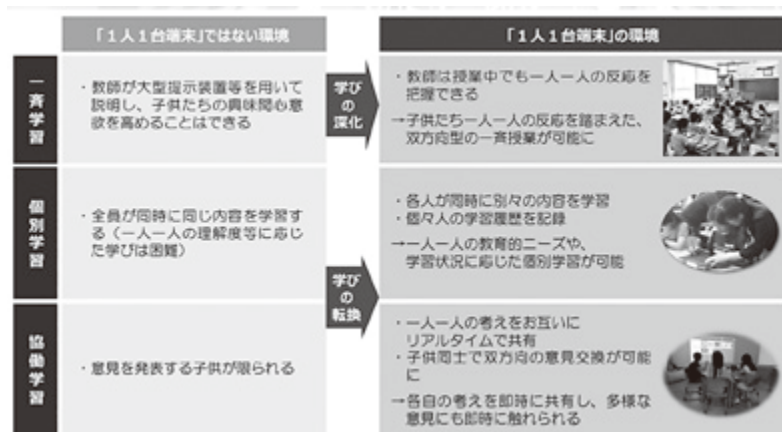 「1人1台端末」ではない環境
「1人1台端末」の環境
一斉学習
・教師が大型提示装置等を用いて
説明し、子供たちの興味関心意
欲を高めることはできる
学び
の
深化
・教師は授業中でも一人一人の反応を
把握できる
→子供たち一人一人の反応を踏まえた、
双方向型の一斉授業が可能に
個別学習
・全員が同時に同じ内容を学習す
る(一人一人の理解度等に応じ
た学びは困難)
・各人が同時に別々の内容を学習
・個々人の学習履歴を記録
→一人一人の教育的ニーズや、
学習状況に応じた個別学習が可能
学び
の
転換
協働学習
・意見を発表する子供が限られる
・一人一人の考えをお互いに
リアルタイムで共有
・子供同士で双方向の意見交換が可能
に
→各自の考えを即時に共有し、多様な
意見にも即時に触れられる